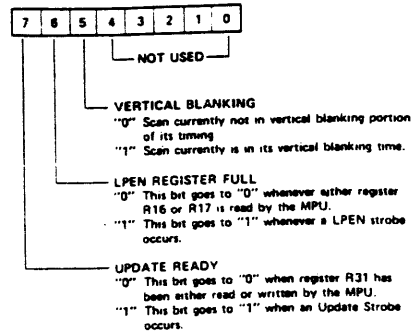 7 6 5 4 3 2 1 0
NOT USED
VERTICAL BLANKING
"0" Scan currently not in vertical blanking portion
of its timing
"1" Scan currently is in its vertical blanking time.
LPEN REGISTER FULL
"0" This bit goes to "0" whenever either register
R16 or R17 is read by the MPU.
"1" This bit goes to "1" whenever a LPEN strobe
occurs.
UPDATE READY
"0" This bit goes to "0" when register R31 has
been either read or written by the MPU.
"1" This bit goes to "1" when an Update Strobe
occurs.